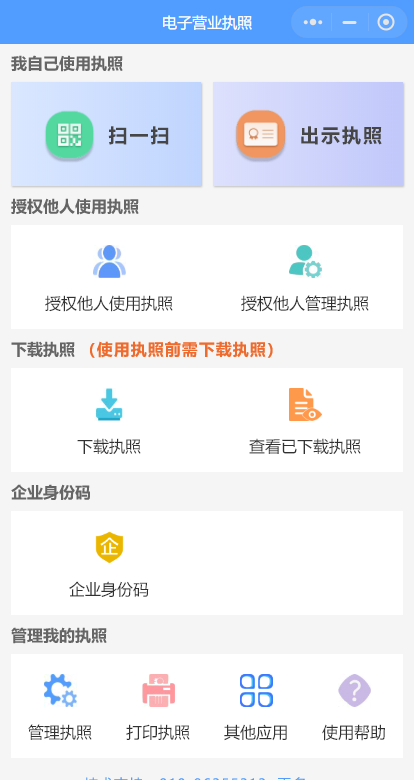 电子营业执照
我自己使用执照
扫一扫
出示执照
授权他人使用执照
授权他人使用执照
授权他人管理执照
下载执照 （使用执照前需下载执照）
下载执照
查看已下载执照
企业身份码
企
企业身份码
管理我的执照
管理执照
打印执照
其他应用
使用帮助